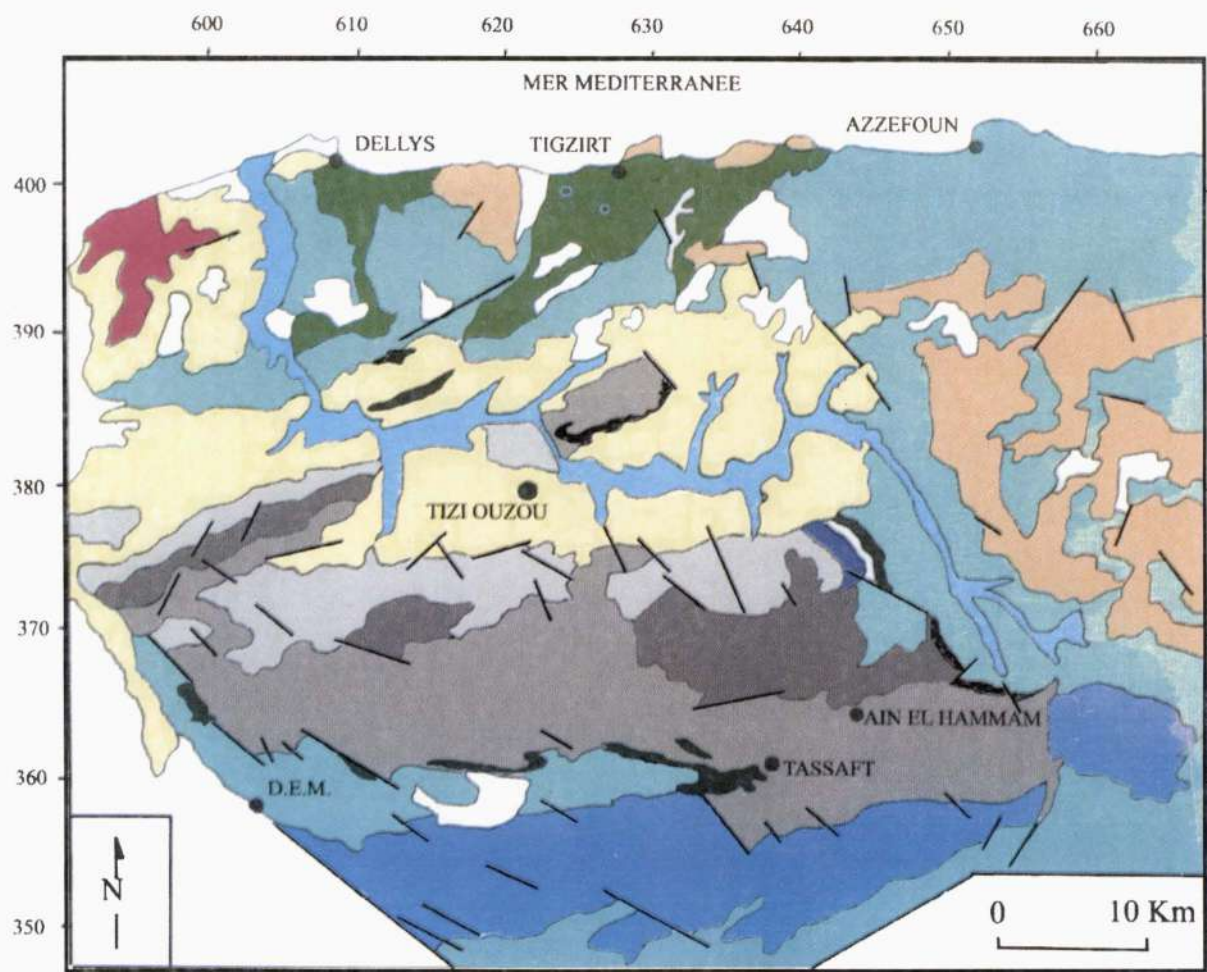 600 610 620 630 640 650 660
MER MEDITERRANEE
DELLYS TIGZIRT AZZEFOUN
400
390
380
TIZI OUZOU
370
AIN EL HAMMAM
360
TASSAFT
D.E.M.
N
350
0 10 Km